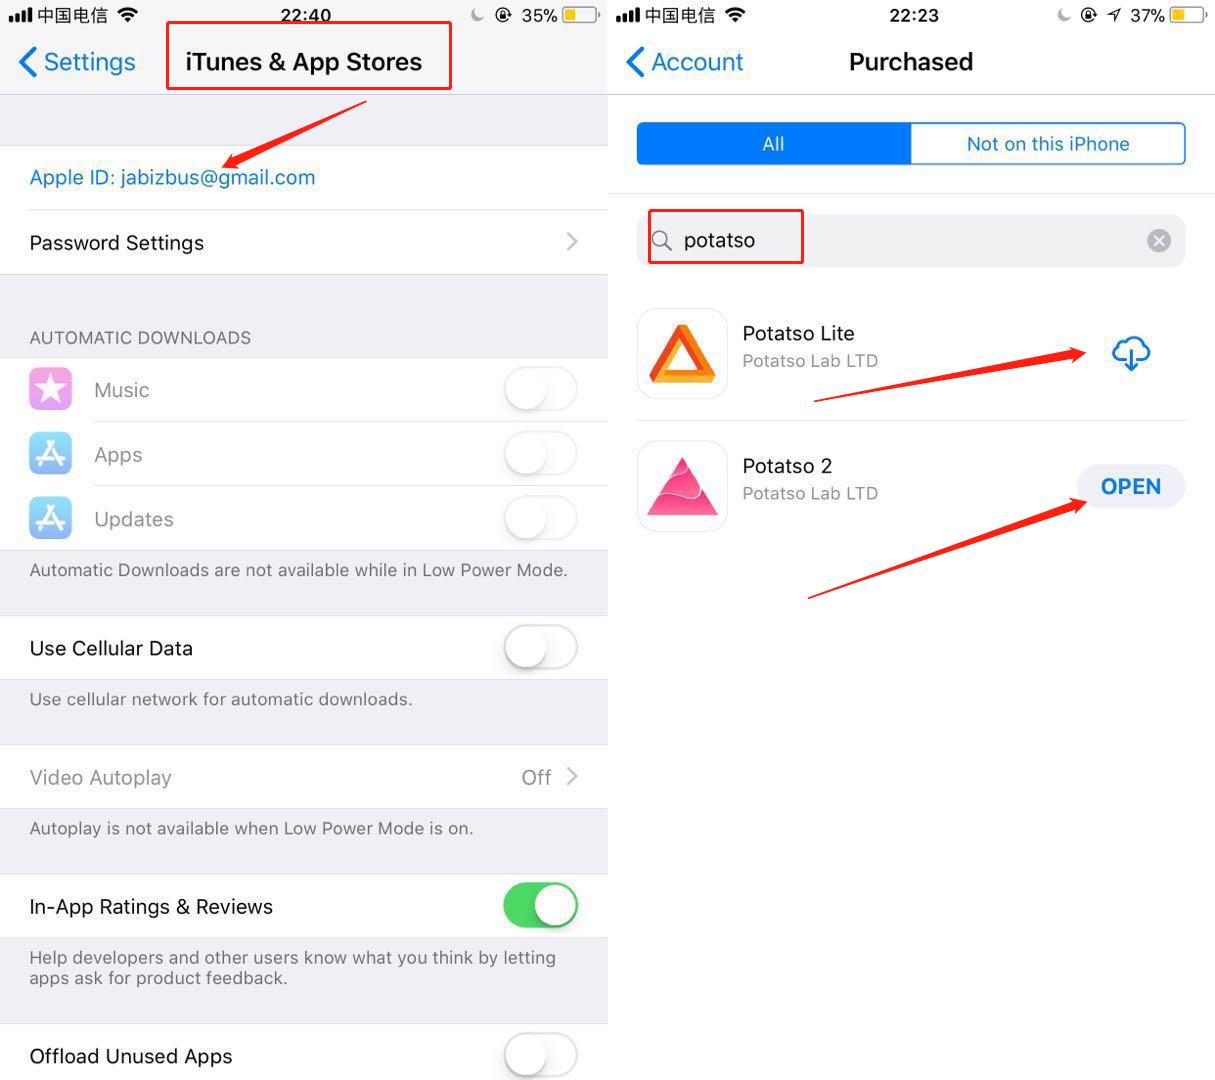 中国电信 22:40 35%
Settings iTunes & App Stores
Apple ID: jabizbus@gmail.com
Password Settings
AUTOMATIC DOWNLOADS
Music
Apps
Updates
Automatic Downloads are not available while in Low Power Mode.
Use Cellular Data
Use cellular network for automatic downloads.
Video Autoplay Off
Autoplay is not available when Low Power Mode is on.
In-App Ratings & Reviews
Help developers and other users know what you think by letting
apps ask for product feedback.
Offload Unused Apps
中国电信 22:23 37%
Account Purchased
All Not on this iPhone
potatso
Potatso Lite
Potatso Lab LTD
Potatso 2
Potatso Lab LTD
OPEN